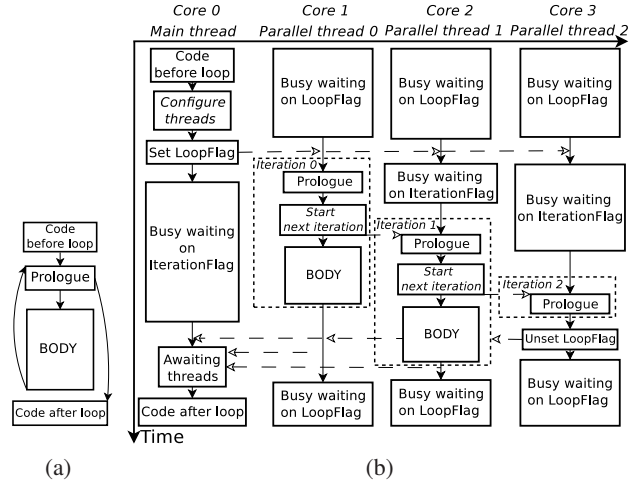 Core 0
Main thread
Core 1
Parallel thread 0
Core 2
Parallel thread 1
Core 3
Parallel thread 2
Code
before loop
Prologue
BODY
Code after loop
(a)
Code
before loop
Configure
threads
Set LoopFlag
Busy waiting
on
IterationFlag
Awaiting
threads
Code after loop
Busy waiting
on LoopFlag
Iteration 0
Prologue
Start
next iteration
BODY
Busy waiting
on LoopFlag
Busy waiting
on LoopFlag
Busy waiting
on IterationFlag
Iteration 1
Prologue
Start
next iteration
BODY
Busy waiting
on LoopFlag
Busy waiting
on LoopFlag
Busy waiting
on IterationFlag
Iteration 2
Prologue
Unset LoopFlag
Busy waiting
on LoopFlag
Time
(b)